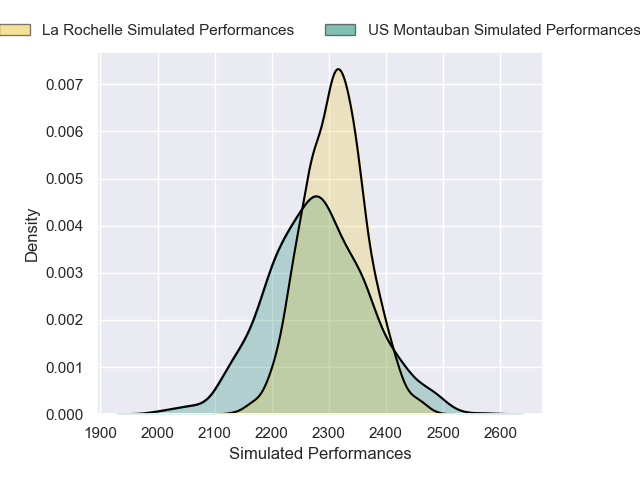 La Rochelle Simulated Performances US Montauban Simulated Performances
0.007
0.006
0.005
0.004
0.003
0.002
0.001
0.000
Density
1900 2000 2100 2200 2300 2400 2500 2600
Simulated Performances